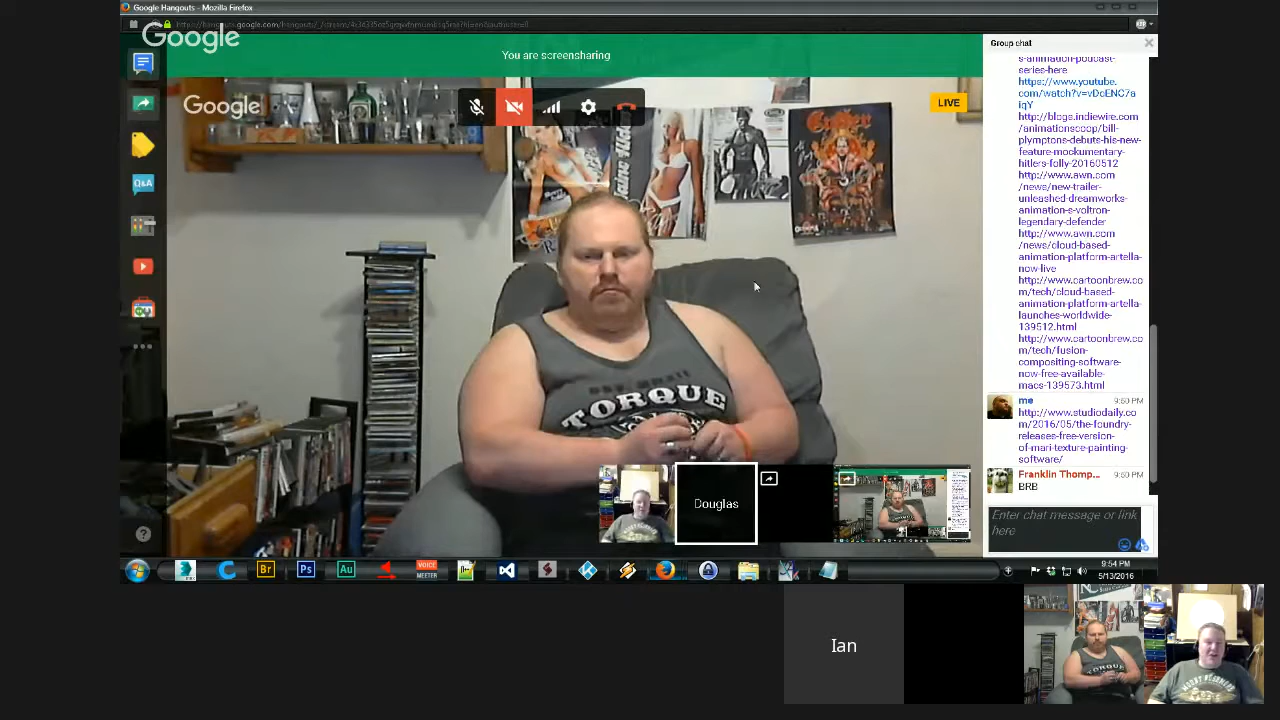 Google Hangouts - Mozilla Firefox
Google
You are screensharing
Google
LIVE
Group chat
s-animation-podcast-
series-here
https://www.youtube.
com/watch?v=vDcENC7a
iqY
http://blogs.indiewire.com
/animationscoop/bill-
plymptons-debuts-his-new-
feature-mockumentary-
hitlers-folly-20160512
http://www.awn.com
/news/new-trailer-
unleashed-dreamworks-
animation-s-voltron-
legendary-defender
http://www.awn.com
/news/cloud-based-
animation-platform-artella-
now-live
http://www.cartoonbrew.co
m/tech/cloud-based-
animation-platform-artella-
launches-worldwide-
139512.html
http://www.cartoonbrew.co
m/tech/fusion-
compositing-software-
now-free-available-
macs-139573.html
me 9:50 PM
http://www.studiodaily.co
m/2016/05/the-foundry-
releases-free-version-
of-mari-texture-painting-
software/
Franklin Thomp... 9:50 PM
BRB
Enter chat message or link
here
Q&A
TORQUE
Douglas
Br
Ps
Au
VOICE
MEETER
9:54 PM
5/13/2016
Ian
TORQUE